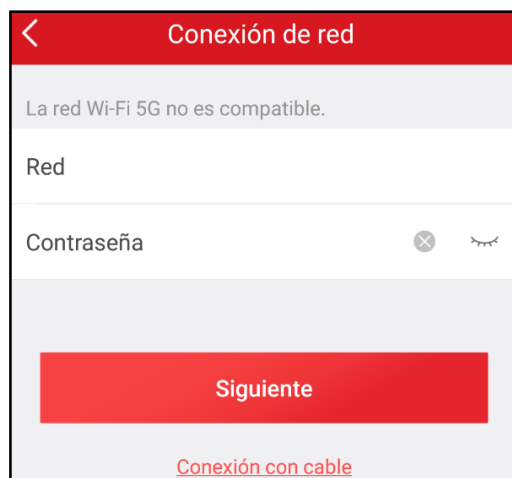 Conexión de red
La red Wi-Fi 5G no es compatible.
Red
Contraseña
Siguiente
Conexión con cable